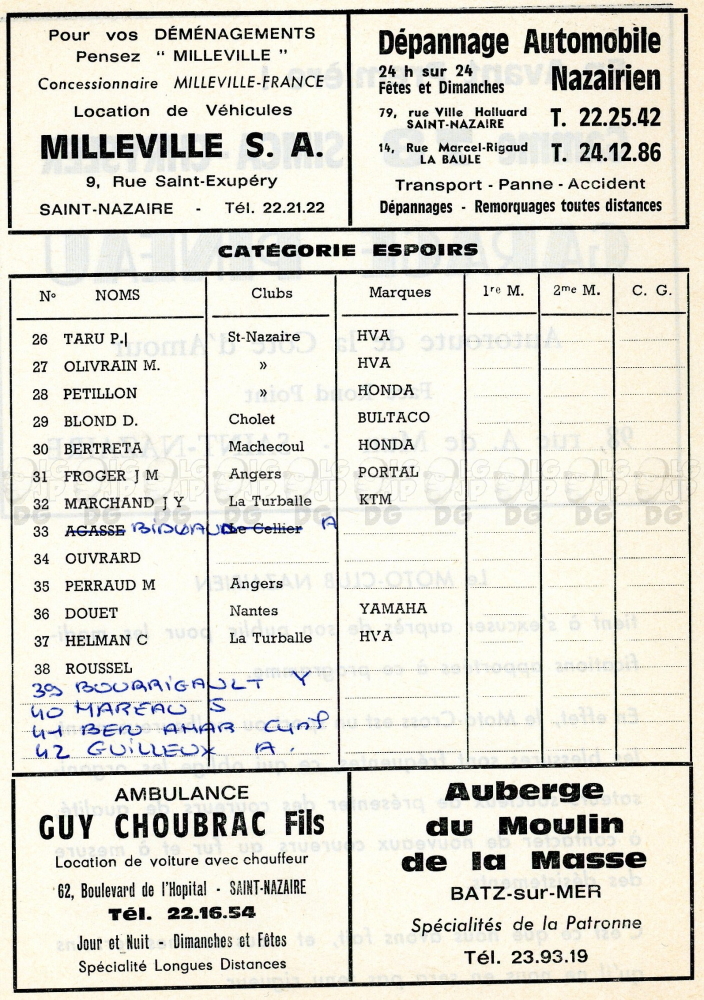 Pour vos DÉMÉNAGEMENTS
Pensez " MILLEVILLE "
Concessionnaire MILLEVILLE-FRANCE
Location de Véhicules
MILLEVILLE S. A.
9, Rue Saint-Exupéry
SAINT-NAZAIRE - Tél. 22.21.22
Dépannage Automobile
24 h sur 24
Fêtes et Dimanches
Nazairien
79, rue Ville Halluard
SAINT-NAZAIRE
T. 22.25.42
14, Rue Marcel-Rigaud
LA BAULE
T. 24.12.86
Transport - Panne - Accident
Dépannages - Remorquages toutes distances
CATÉGORIE ESPOIRS
No NOMS Clubs Marques 1re M. 2me M. C. G.
26 TARU P. St-Nazaire HVA
27 OLIVRAIN M. » HVA
28 PETILLON » HONDA
29 BLOND D. Cholet BULTACO
30 BERTRETA Machecoul HONDA
31 FROGER J M Angers PORTAL
32 MARCHAND J Y La Turballe KTM
33 AGASSE Le Cellier A
34 OUVRARD
35 PERRAUD M Angers
36 DOUET Nantes YAMAHA
37 HELMAN C La Turballe HVA
38 ROUSSEL
39 BOURRIGAULT Y
40 MAREAU S
41 BEN AMAR
42 GUILLEUX A.
AMBULANCE
GUY CHOUBRAC Fils
Location de voiture avec chauffeur
62, Boulevard de l'Hopital - SAINT-NAZAIRE
Tél. 22.16.54
Jour et Nuit - Dimanches et Fêtes
Spécialité Longues Distances
Auberge
du Moulin
de la Masse
BATZ-sur-MER
Spécialités de la Patronne
Tél. 23.93.19